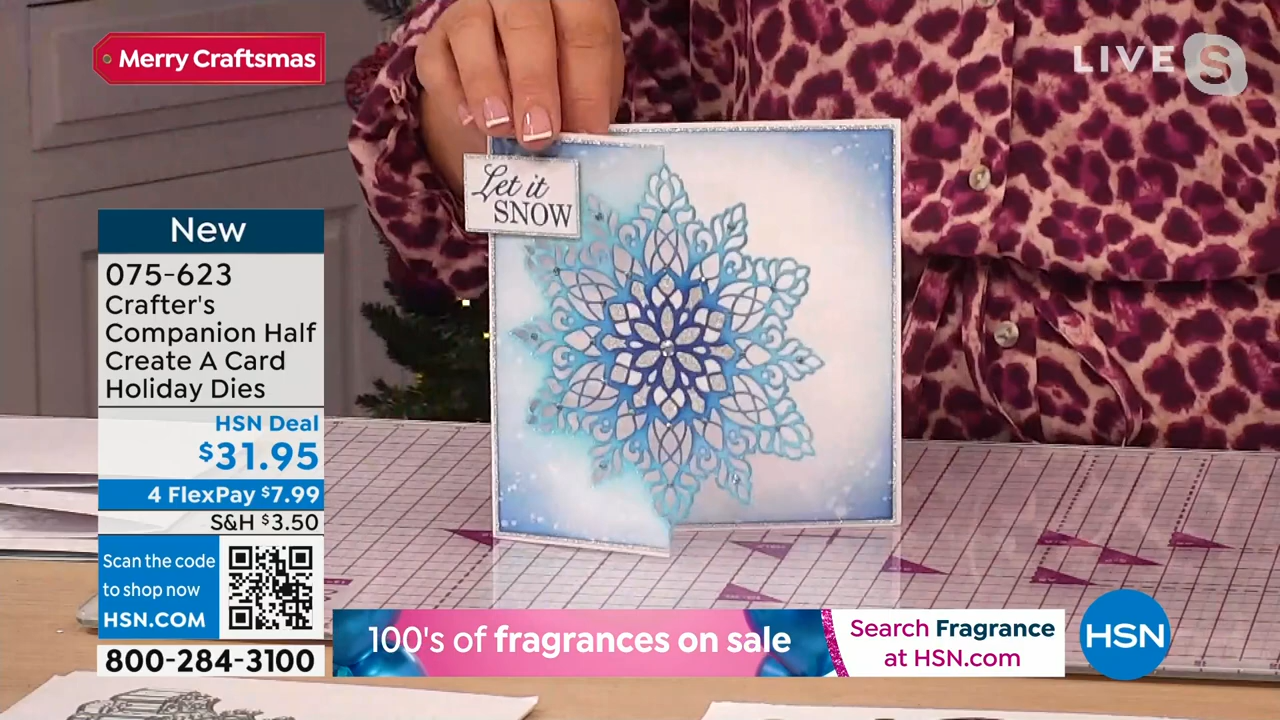 Merry Craftsmas
LIVE S
Let it
SNOW
New
075-623
Crafter's
Companion Half
Create A Card
Holiday Dies
HSN Deal
$31.95
4 FlexPay $7.99
S&H $3.50
Scan the code
to shop now
HSN.COM
800-284-3100
100's of fragrances on sale
Search Fragrance
at HSN.com
HSN